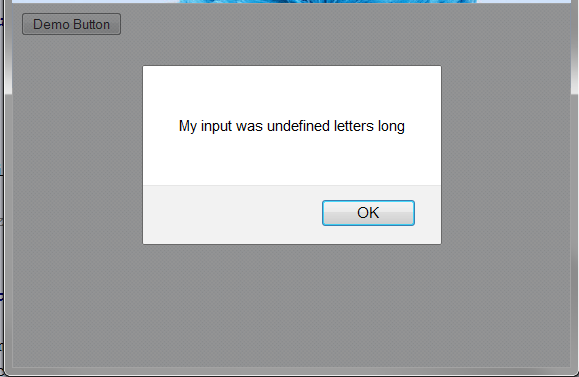 Demo Button
My input was undefined letters long
OK